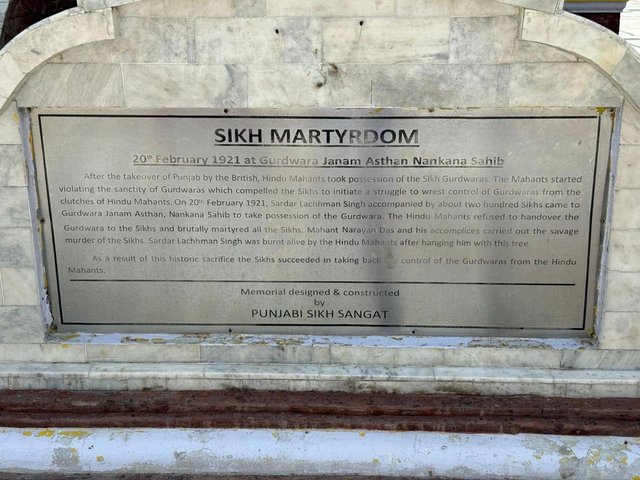 SIKH MARTYRDOM
20th February 1921 at Gurdwara Janam Asthan Nankana Sahib
After the takeover of Punjab by the British, Hindu Mahants took possession of the Sikh Gurdwaras. The Mahants started
violating the sanctity of Gurdwaras which compelled the Sikhs to initiate a struggle to wrest control of Gurdwaras from the
clutches of Hindu Mahants. On 20th February 1921, Sardar Lachhman Singh accompanied by about two hundred Sikhs came to
Gurdwara Janam Asthan, Nankana Sahib to take possession of the Gurdwara. The Hindu Mahants refused to handover the
Gurdwara to the Sikhs and brutally martyred all the Sikhs. Mahant Narayan Das and his accomplices carried out the savage
murder of the Sikhs. Sardar Lachhman Singh was burnt alive by the Hindu Mahants after hanging him with this tree.
As a result of this historic sacrifice the Sikhs succeeded in taking back control of the Gurdwaras from the Hindu
Mahants.
Memorial designed & constructed
by
PUNJABI SIKH SANGAT